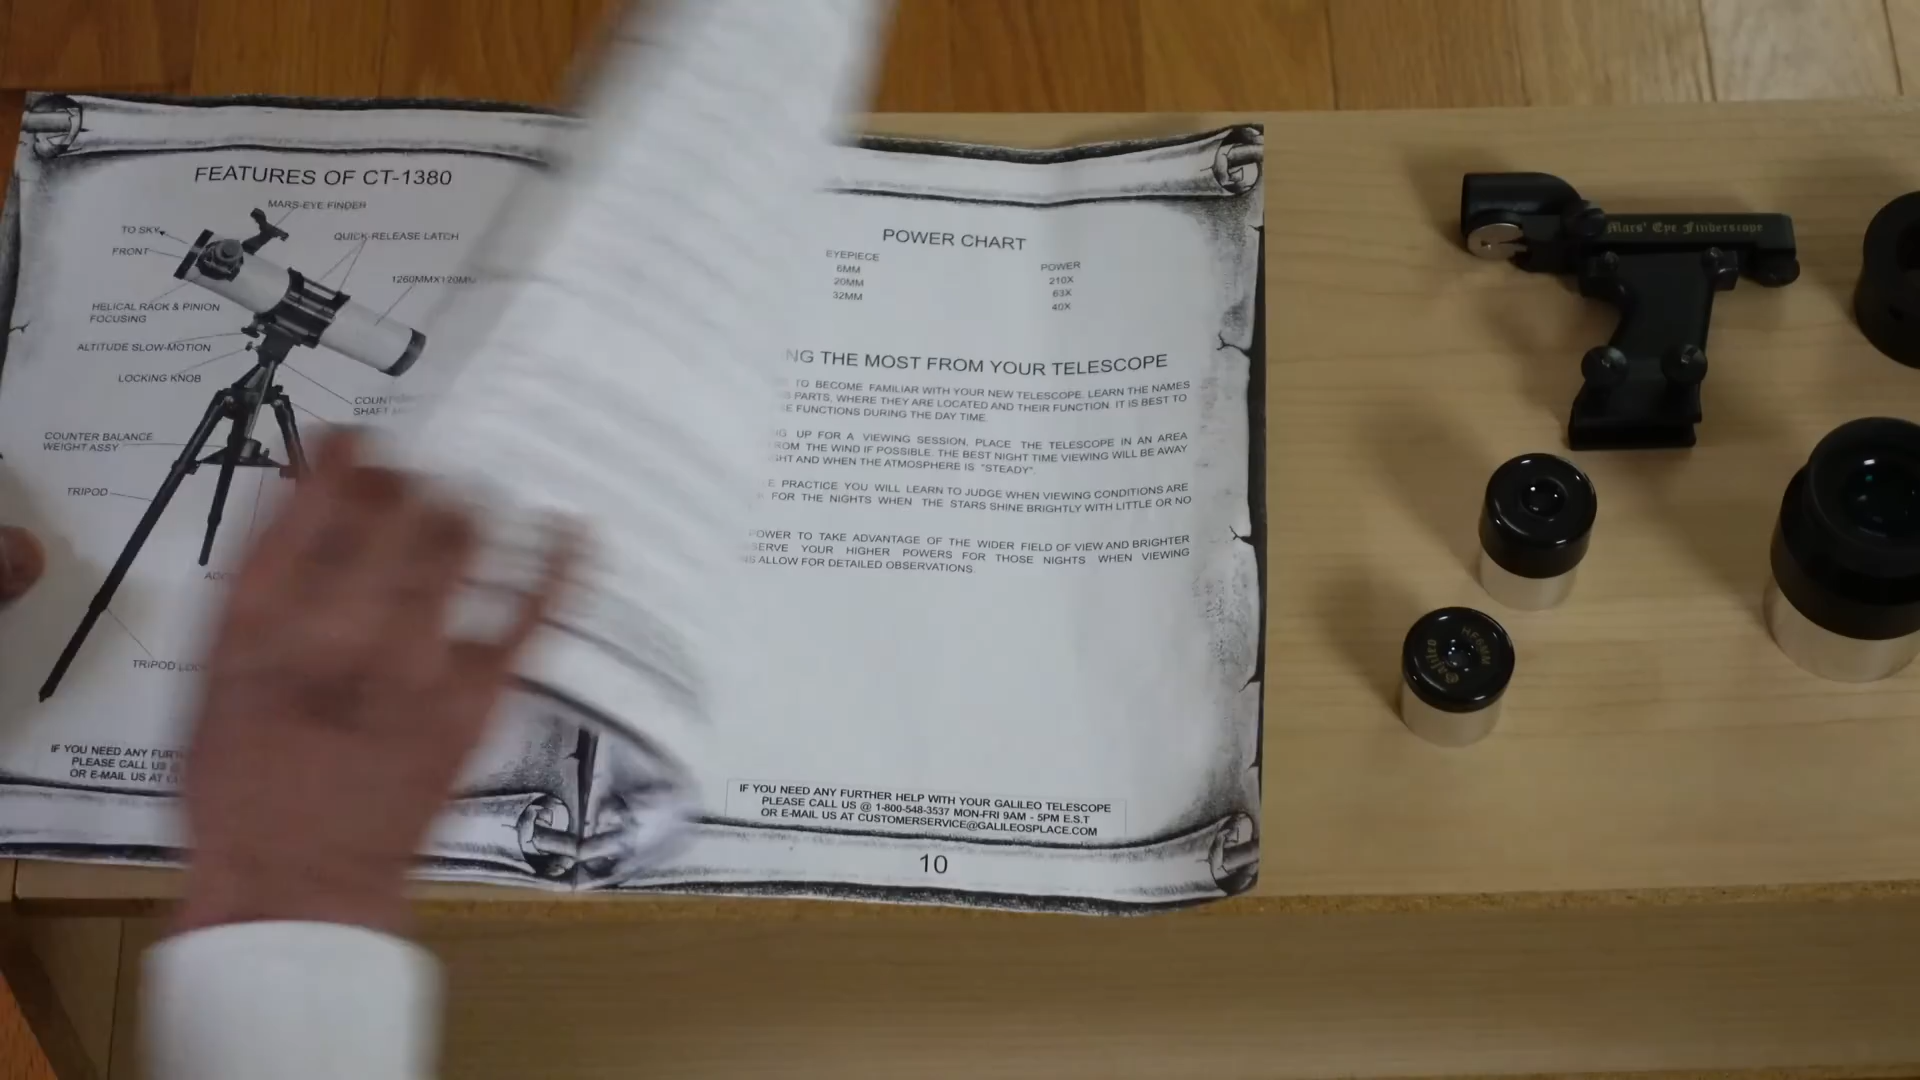 FEATURES OF CT-1380
MARS-EYE FINDER
TO SKY
QUICK-RELEASE LATCH
FRONT
1260MMX120MM
HELICAL RACK & PINION
FOCUSING
ALTITUDE SLOW-MOTION
LOCKING KNOB
SHAFT
COUNTER BALANCE
WEIGHT ASSY
TRIPOD
TRIPOD
IF YOU NEED ANY
PLEASE CALL US
OR E-MAIL US AT
POWER CHART
EYEPIECE POWER
6MM 210X
20MM 63X
32MM 40X
THE MOST FROM YOUR TELESCOPE
TO BECOME FAMILIAR WITH YOUR NEW TELESCOPE. LEARN THE NAMES
PARTS, WHERE THEY ARE LOCATED AND THEIR FUNCTION. IT IS BEST TO
FUNCTIONS DURING THE DAY TIME.
UP FOR A VIEWING SESSION, PLACE THE TELESCOPE IN AN AREA
THE WIND IF POSSIBLE. THE BEST NIGHT TIME VIEWING WILL BE AWAY
AND WHEN THE ATMOSPHERE IS "STEADY".
PRACTICE YOU WILL LEARN TO JUDGE WHEN VIEWING CONDITIONS ARE
FOR THE NIGHTS WHEN THE STARS SHINE BRIGHTLY WITH LITTLE OR NO
POWER TO TAKE ADVANTAGE OF THE WIDER FIELD OF VIEW AND BRIGHTER
YOUR HIGHER POWERS FOR THOSE NIGHTS WHEN VIEWING
ALLOW FOR DETAILED OBSERVATIONS.
IF YOU NEED ANY FURTHER HELP WITH YOUR GALILEO TELESCOPE
PLEASE CALL US @ 1-800-548-3537 MON-FRI 9AM - 5PM E.S.T
OR E-MAIL US AT CUSTOMERSERVICE@GALILEOSPLACE.COM
10
Mars' Eye Finderscope
Galileo
HF6MM